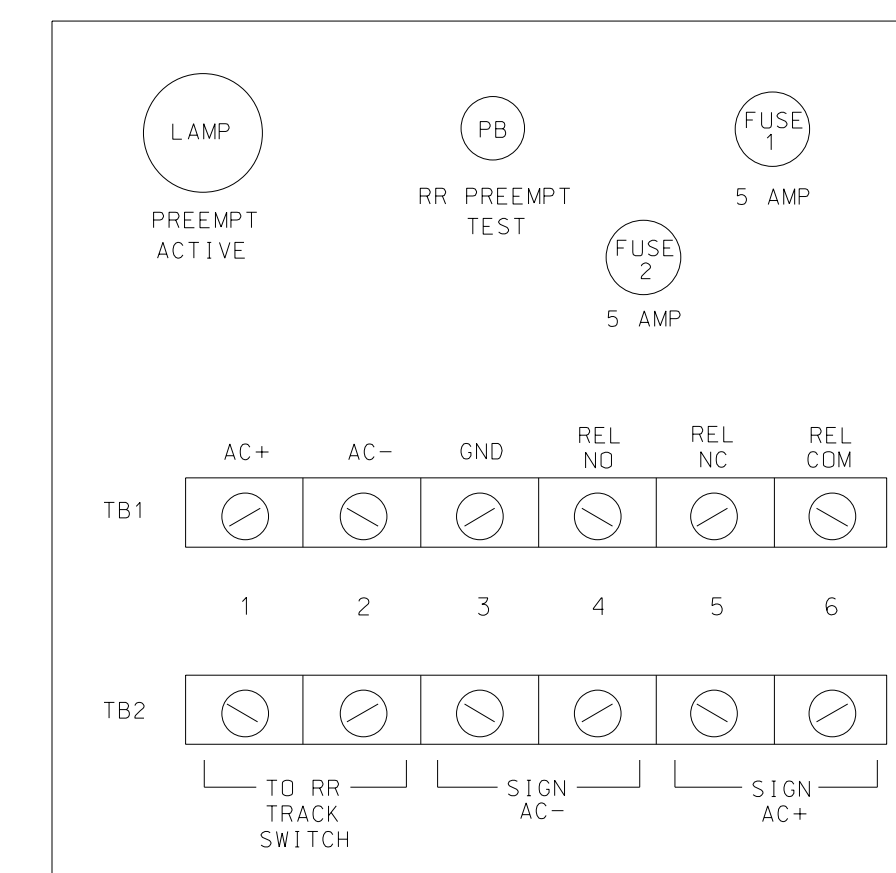 LAMP
PREEMPT
ACTIVE
PB
RR PREEMPT
TEST
FUSE
1
5 AMP
FUSE
2
5 AMP
AC+
AC-
GND
REL
NO
REL
NC
REL
COM
TB1
1
2
3
4
5
6
TB2
TO RR
TRACK
SWITCH
SIGN
AC-
SIGN
AC+